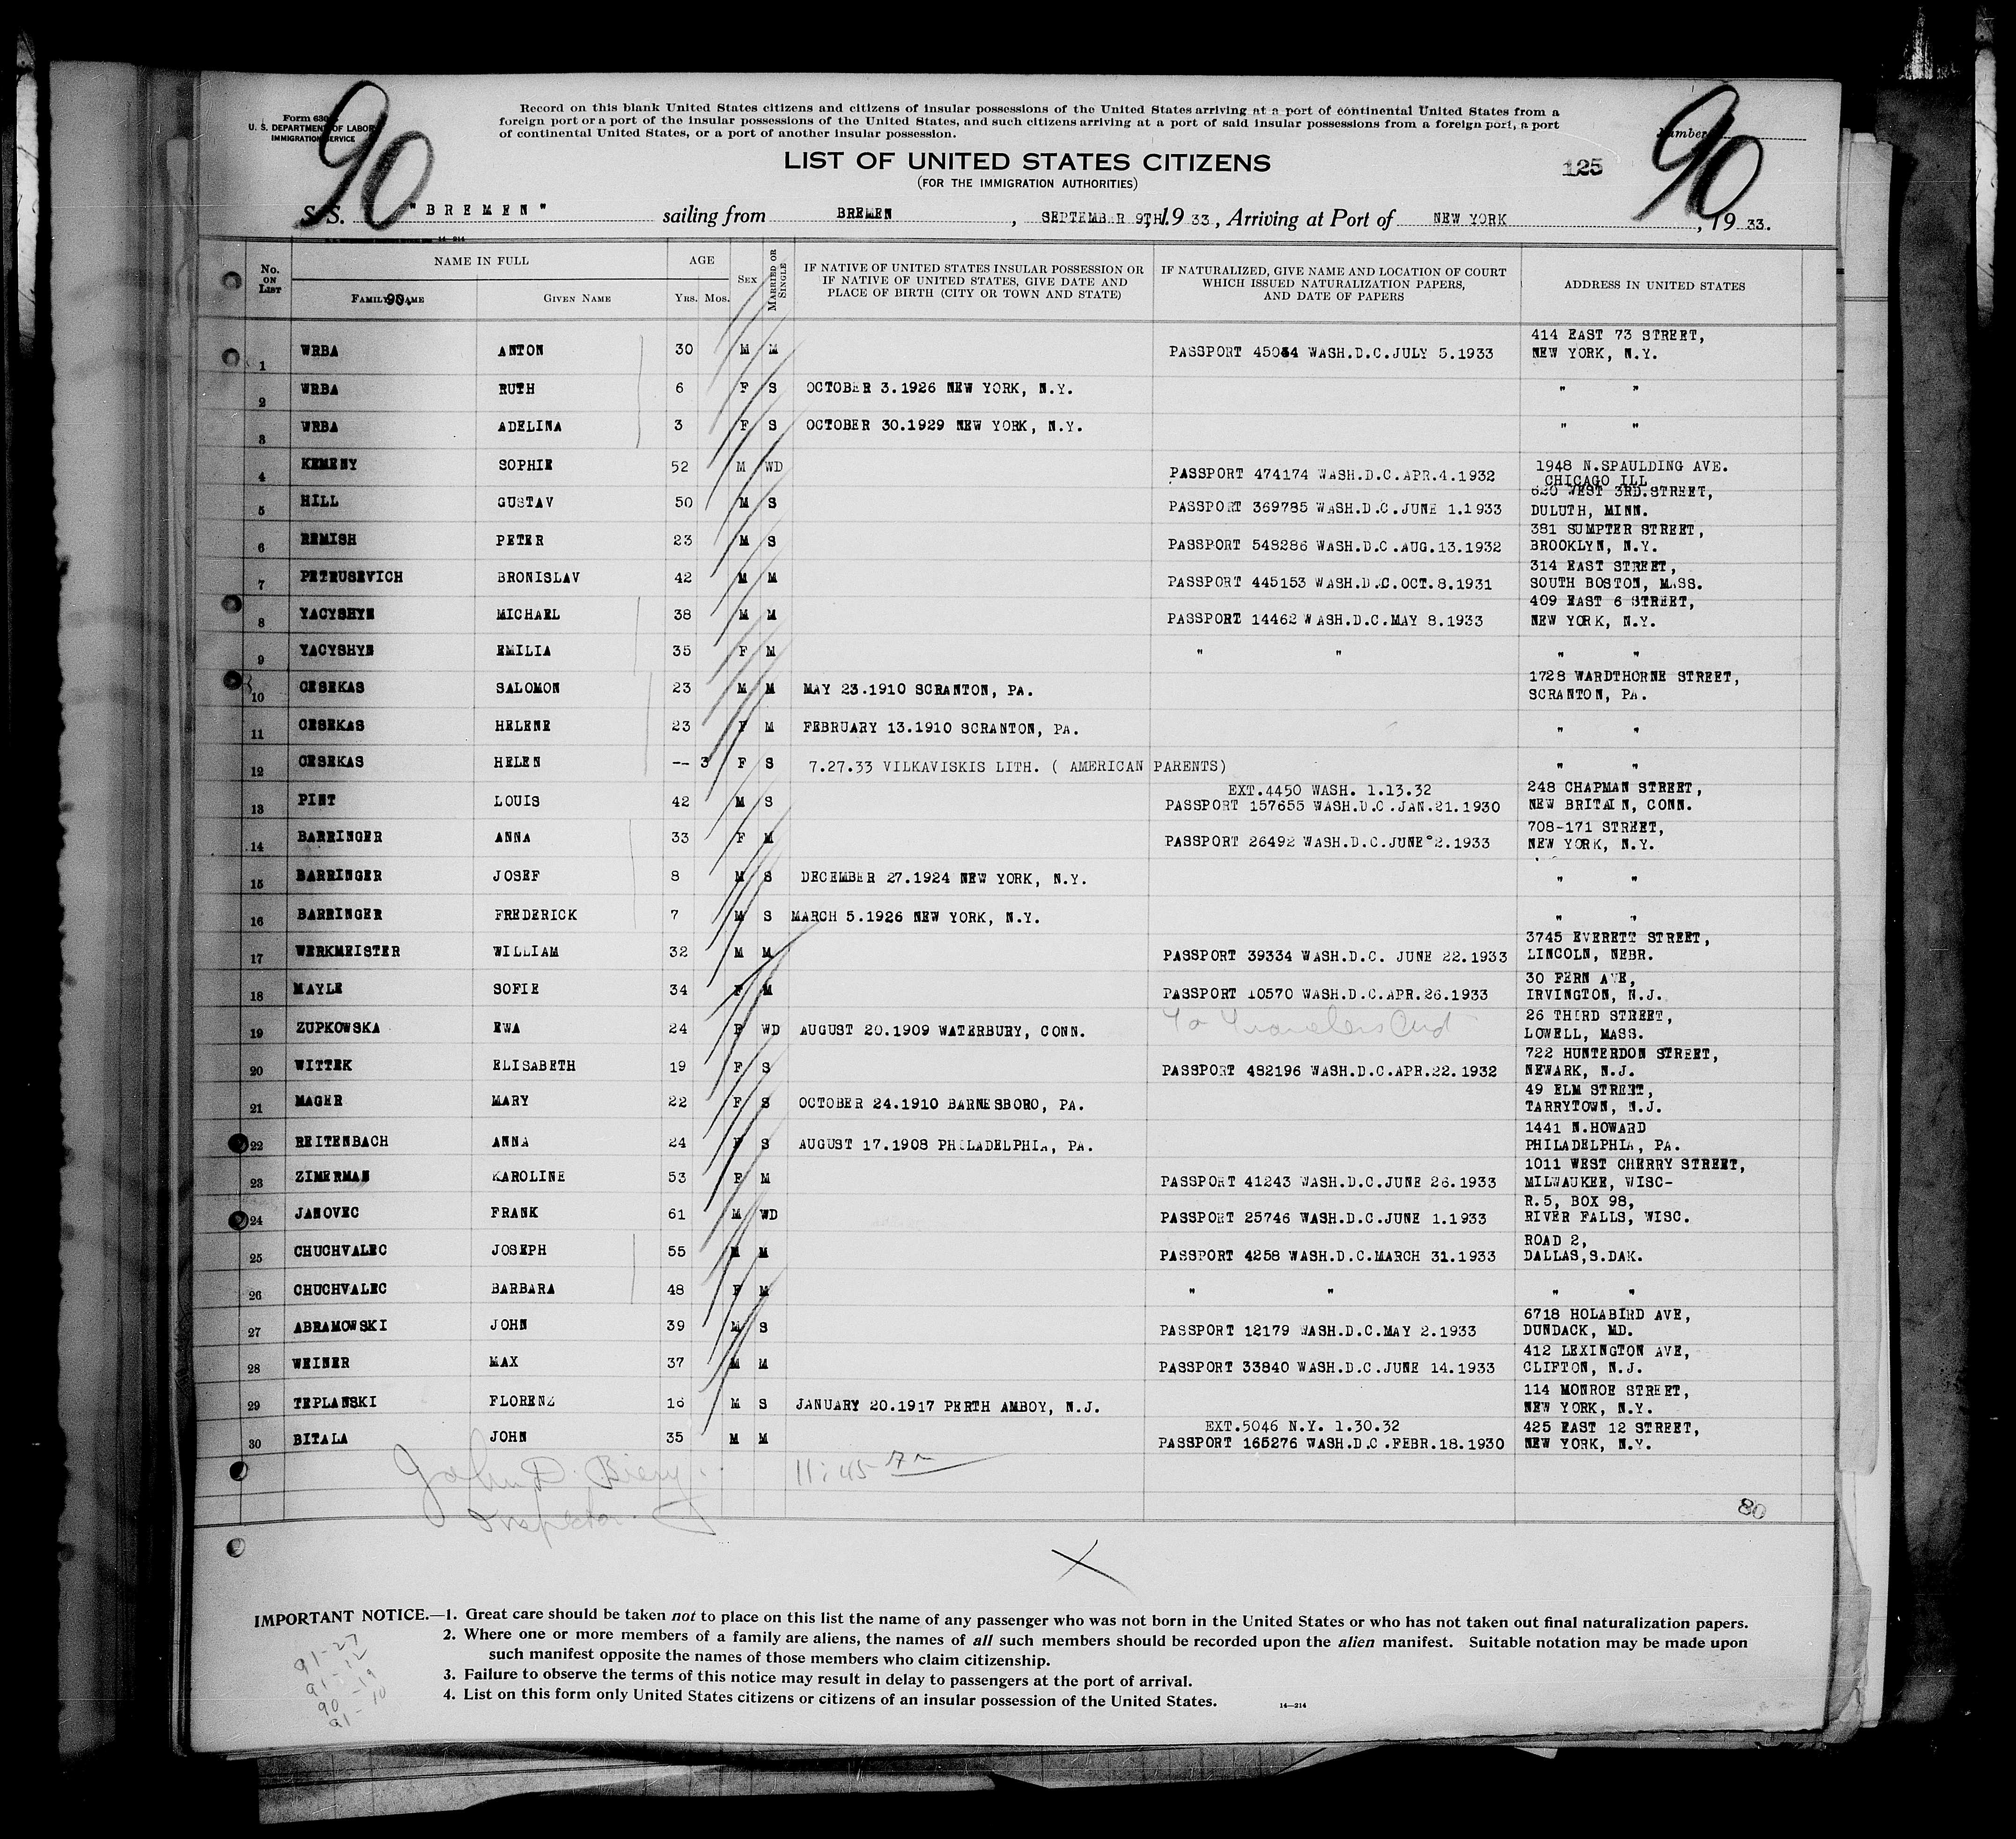 Form 630
U. S. DEPARTMENT OF LABOR
IMMIGRATION SERVICE
90
Record on this blank United States citizens and citizens of insular possessions of the United States arriving at a port of continental United States from a
foreign port or a port of the insular possessions of the United States, and such citizens arriving at a port of said insular possessions from a foreign port, a port
of continental United States, or a port of another insular possession.
Number
90
LIST OF UNITED STATES CITIZENS
(FOR THE IMMIGRATION AUTHORITIES)
125
S. S. "BREMEN" sailing from BREMEN, SEPTEMBER 9TH, 1933, Arriving at Port of NEW YORK, 1933.
14-214
No. ON LIST
NAME IN FULL
FAMILY NAME 90. GIVEN NAME
AGE
Yrs. Mos.
SEX
MARRIED OR SINGLE
IF NATIVE OF UNITED STATES INSULAR POSSESSION OR
IF NATIVE OF UNITED STATES, GIVE DATE AND
PLACE OF BIRTH (CITY OR TOWN AND STATE)
IF NATURALIZED, GIVE NAME AND LOCATION OF COURT
WHICH ISSUED NATURALIZATION PAPERS,
AND DATE OF PAPERS
ADDRESS IN UNITED STATES
414 EAST 73 STREET,
1 WRBA ANTON 30 M M PASSPORT 45034 WASH.D.C.JULY 5.1933 NEW YORK, N.Y.
2 WRBA RUTH 6 F S OCTOBER 3.1926 NEW YORK, N.Y. " "
3 WRBA ADELINA 3 F S OCTOBER 30.1929 NEW YORK, N.Y. " "
4 KEMENY SOPHIE 52 M WD PASSPORT 474174 WASH.D.C.APR.4.1932 1948 N.SPAULDING AVE.
CHICAGO ILL
620 WEST 3RD.STREET,
5 HILL GUSTAV 50 M S PASSPORT 369785 WASH.D.C.JUNE 1.1933 DULUTH, MINN.
381 SUMPTER STREET,
6 REMISH PETER 23 M S PASSPORT 548286 WASH.D.C.AUG.13.1932 BROOKLYN, N.Y.
314 EAST STREET,
7 PETRUSEVICH BRONISLAV 42 M M PASSPORT 445153 WASH.D.C.OCT.8.1931 SOUTH BOSTON, MASS.
409 EAST 6 STREET,
8 YACYSHYN MICHAEL 38 M M PASSPORT 14462 WASH.D.C.MAY 8.1933 NEW YORK, N.Y.
9 YACYSHYN EMILIA 35 F M " " " "
1728 WARDTHORNE STREET,
10 CESEKAS SALOMON 23 M M MAY 23.1910 SCRANTON, PA. SCRANTON, PA.
11 CESEKAS HELENE 23 F M FEBRUARY 13.1910 SCRANTON, PA. " "
12 CESEKAS HELEN -- 3 F S 7.27.33 VILKAVISKIS LITH. ( AMERICAN PARENTS) " "
EXT.4450 WASH. 1.13.32 248 CHAPMAN STREET,
13 PINT LOUIS 42 M S PASSPORT 157655 WASH.D.C.JAN.21.1930 NEW BRITAIN, CONN.
708-171 STREET,
14 BARRINGER ANNA 33 F M PASSPORT 26492 WASH.D.C.JUNE 2.1933 NEW YORK, N.Y.
15 BARRINGER JOSEF 8 M S DECEMBER 27.1924 NEW YORK, N.Y. " "
16 BARRINGER FREDERICK 7 M S MARCH 5.1926 NEW YORK, N.Y. " "
3745 EVERETT STREET,
17 WERKMEISTER WILLIAM 32 M M PASSPORT 39334 WASH.D.C. JUNE 22.1933 LINCOLN, NEBR.
30 FERN AVE,
18 MAYLE SOFIE 34 F M PASSPORT 10570 WASH.D.C.APR.26.1933 IRVINGTON, N.J.
Travelers Aid 26 THIRD STREET,
19 ZUPKOWSKA EWA 24 F WD AUGUST 20.1909 WATERBURY, CONN. LOWELL, MASS.
722 HUNTERDON STREET,
20 WITTEK ELISABETH 19 F S PASSPORT 482196 WASH.D.C.APR.22.1932 NEWARK, N.J.
49 ELM STREET,
21 MAGER MARY 22 F S OCTOBER 24.1910 BARNESBORO, PA. TARRYTOWN, N.J.
1441 N.HOWARD
22 REITENBACH ANNA 24 F S AUGUST 17.1908 PHILADELPHIA, PA. PHILADELPHIA, PA.
1011 WEST CHERRY STREET,
23 ZIMERMAN KAROLINE 53 F M PASSPORT 41243 WASH.D.C.JUNE 26.1933 MILWAUKEE, WISC-
R.5, BOX 98,
24 JANOVEC FRANK 61 M WD PASSPORT 25746 WASH.D.C.JUNE 1.1933 RIVER FALLS, WISC.
ROAD 2,
25 CHUCHVALEC JOSEPH 55 M M PASSPORT 4258 WASH.D.C.MARCH 31.1933 DALLAS,S.DAK.
26 CHUCHVALEC BARBARA 48 F M " " " "
6718 HOLABIRD AVE,
27 ABRAMOWSKI JOHN 39 M S PASSPORT 12179 WASH.D.C.MAY 2.1933 DUNDACK, MD.
412 LEXINGTON AVE,
28 WEINER MAX 37 M M PASSPORT 33840 WASH.D.C.JUNE 14.1933 CLIFTON, N.J.
114 MONROE STREET,
29 TEPLANSKI FLORENZ 16 M S JANUARY 20.1917 PERTH AMBOY, N.J. NEW YORK, N.Y.
EXT.5046 N.Y. 1.30.32 425 EAST 12 STREET,
30 BITALA JOHN 35 M M PASSPORT 165276 WASH.D.C.FEBR.18.1930 NEW YORK, N.Y.
John D. Bieny 11:45
Inspector
80
IMPORTANT NOTICE.—1. Great care should be taken not to place on this list the name of any passenger who was not born in the United States or who has not taken out final naturalization papers.
2. Where one or more members of a family are aliens, the names of all such members should be recorded upon the alien manifest. Suitable notation may be made upon
such manifest opposite the names of those members who claim citizenship.
3. Failure to observe the terms of this notice may result in delay to passengers at the port of arrival.
4. List on this form only United States citizens or citizens of an insular possession of the United States.
14-214
91-27
91-12
90-19
91-10